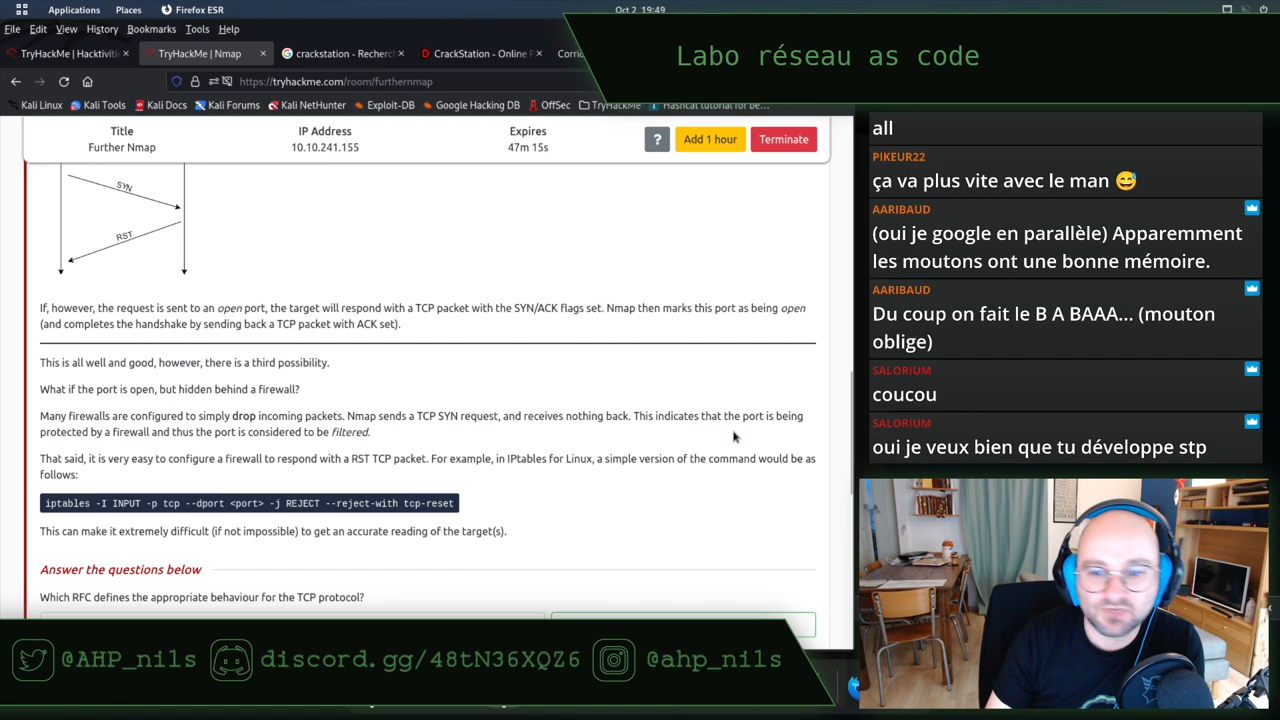 Applications Places Firefox ESR
Oct 2 19:49
File Edit View History Bookmarks Tools Help
TryHackMe | Hacktiviti
TryHackMe | Nmap
crackstation - Recherc
CrackStation - Online P
Corri
https://tryhackme.com/room/furthernmap
Kali Linux Kali Tools Kali Docs Kali Forums Kali NetHunter Exploit-DB Google Hacking DB OffSec TryHackMe Hashcat tutorial for be...
Title IP Address Expires
Further Nmap 10.10.241.155 47m 15s
? Add 1 hour Terminate
SYN
RST
If, however, the request is sent to an open port, the target will respond with a TCP packet with the SYN/ACK flags set. Nmap then marks this port as being open
(and completes the handshake by sending back a TCP packet with ACK set).
This is all well and good, however, there is a third possibility.
What if the port is open, but hidden behind a firewall?
Many firewalls are configured to simply drop incoming packets. Nmap sends a TCP SYN request, and receives nothing back. This indicates that the port is being
protected by a firewall and thus the port is considered to be filtered.
That said, it is very easy to configure a firewall to respond with a RST TCP packet. For example, in IPtables for Linux, a simple version of the command would be as
follows:
iptables -I INPUT -p tcp --dport <port> -j REJECT --reject-with tcp-reset
This can make it extremely difficult (if not impossible) to get an accurate reading of the target(s).
Answer the questions below
Which RFC defines the appropriate behaviour for the TCP protocol?
Labo réseau as code
all
PIKEUR22
ça va plus vite avec le man 😅
AARIBAUD
(oui je google en parallèle) Apparemment
les moutons ont une bonne mémoire.
AARIBAUD
Du coup on fait le B A BAAA... (mouton
oblige)
SALORIUM
coucou
SALORIUM
oui je veux bien que tu développe stp
@AHP_nils discord.gg/48tN36XQZ6 @ahp_nils